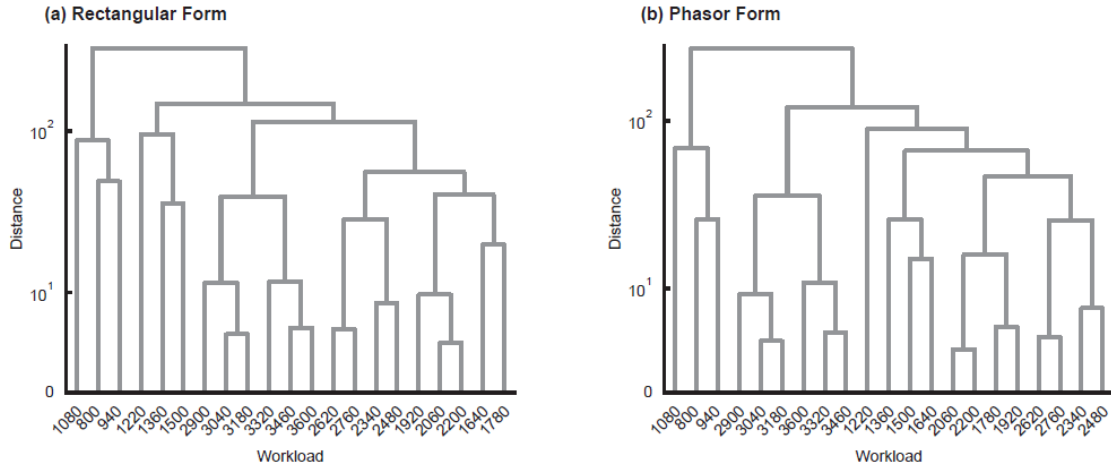 (a) Rectangular Form
Distance
10²
10¹
0
1080 800 940 1220 1360 1500 2900 3040 3180 3320 3460 3600 2620 2760 2340 2480 1920 2060 2200 1640 1780
Workload
(b) Phasor Form
Distance
10²
10¹
0
1080 800 940 2900 3040 3180 3600 3320 3460 1220 1360 1500 1640 2060 2200 1780 1920 2620 2760 2340 2480
Workload